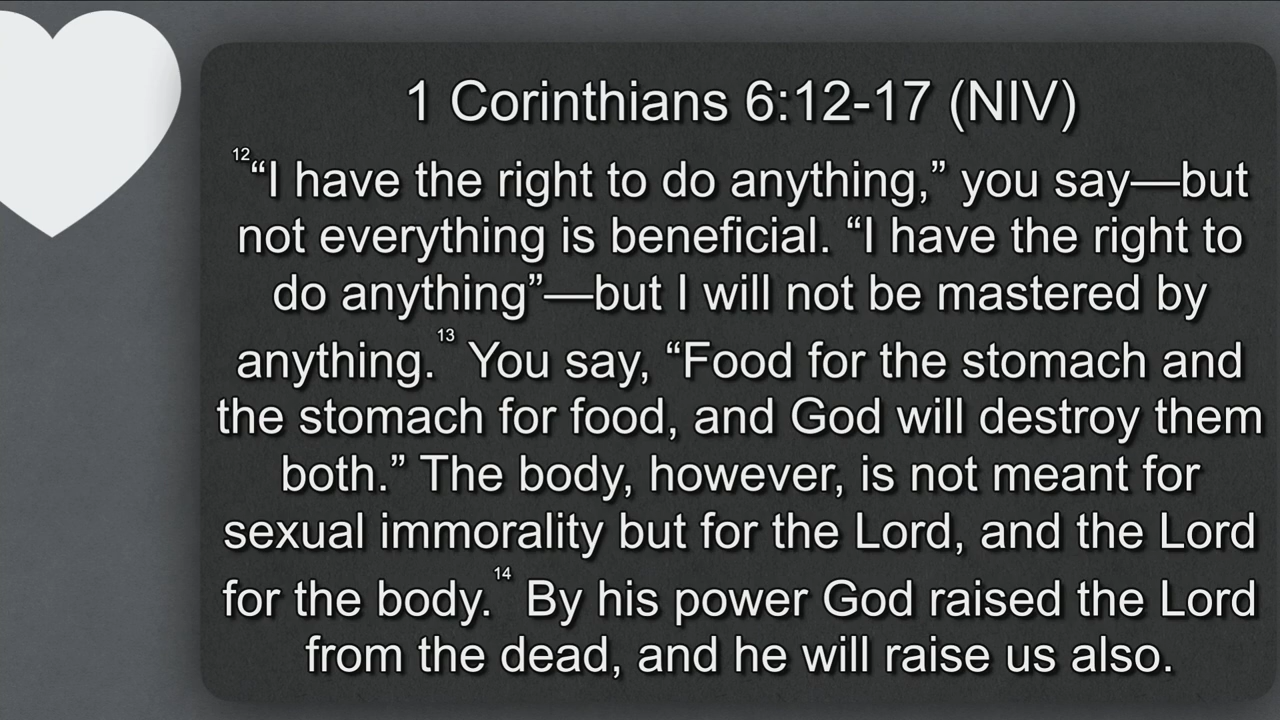 1 Corinthians 6:12-17 (NIV)
12“I have the right to do anything,” you say—but
not everything is beneficial. “I have the right to
do anything”—but I will not be mastered by
anything.13 You say, “Food for the stomach and
the stomach for food, and God will destroy them
both.” The body, however, is not meant for
sexual immorality but for the Lord, and the Lord
for the body.14 By his power God raised the Lord
from the dead, and he will raise us also.